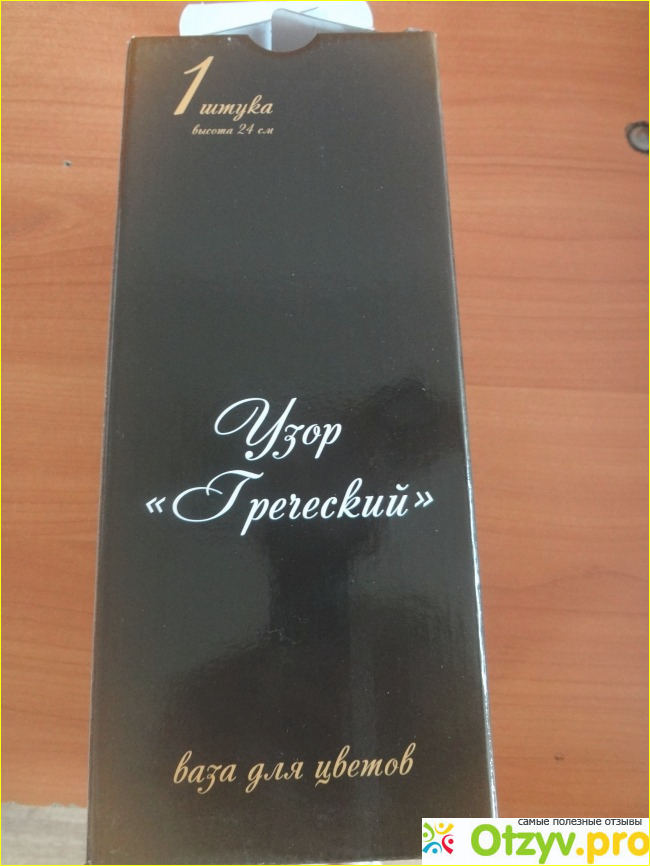 1 штука
высота 24 см
Узор
«Греческий»
ваза для цветов
самые полезные отзывы
Otzyv.pro